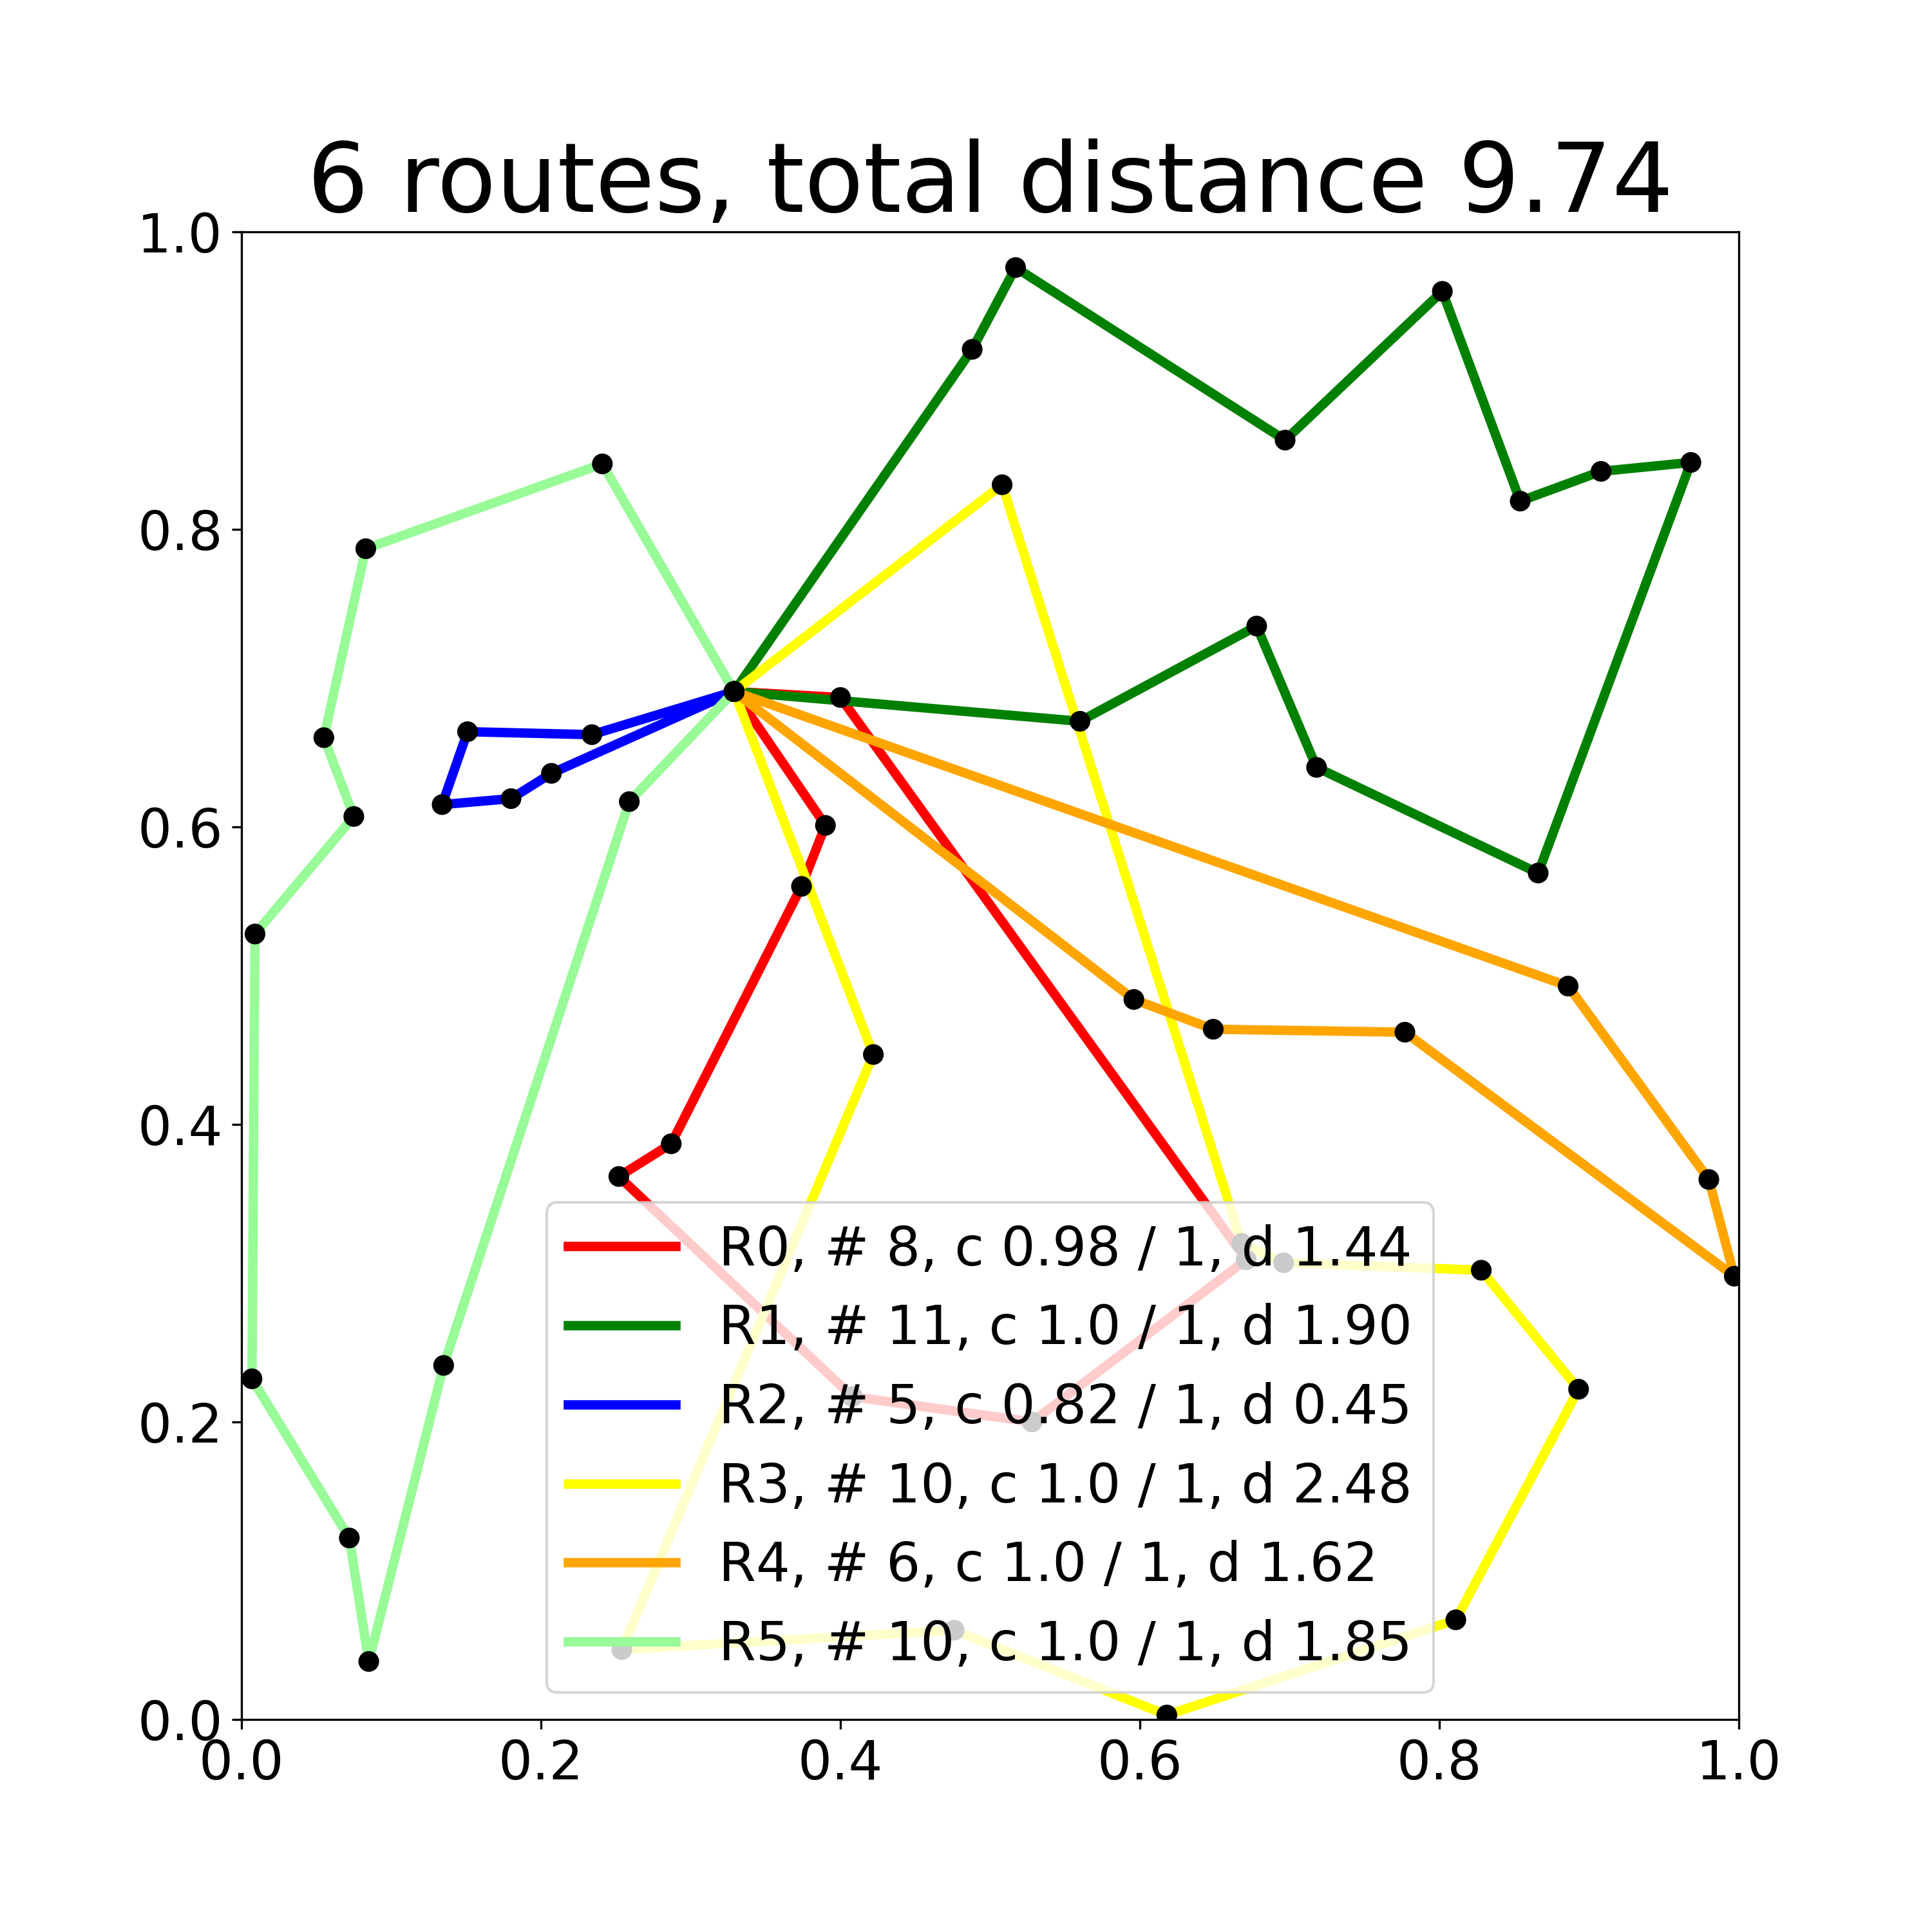 6 routes, total distance 9.74
1.0
0.8
0.6
0.4
0.2
0.0
0.0 0.2 0.4 0.6 0.8 1.0
R0, # 8, c 0.98 / 1, d 1.44
R1, # 11, c 1.0 / 1, d 1.90
R2, # 5, c 0.82 / 1, d 0.45
R3, # 10, c 1.0 / 1, d 2.48
R4, # 6, c 1.0 / 1, d 1.62
R5, # 10, c 1.0 / 1, d 1.85